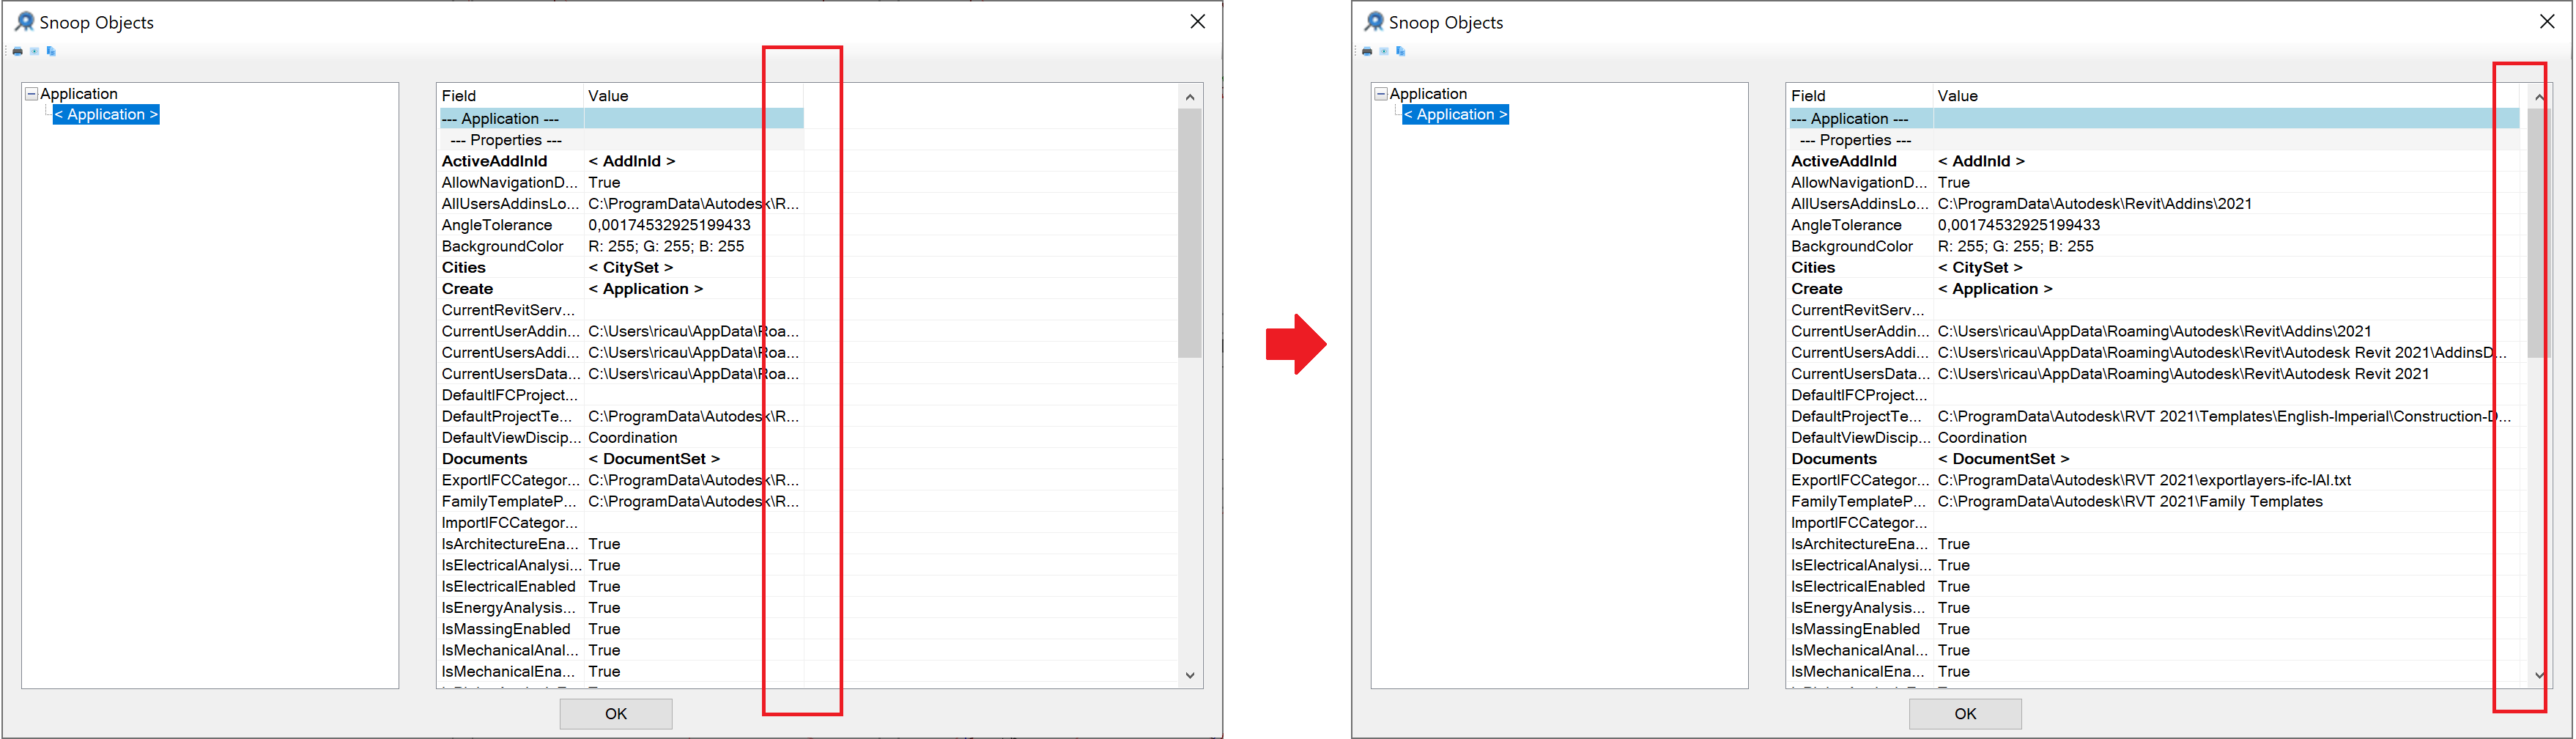 Snoop Objects
Application
< Application >
Field Value
--- Application ---
--- Properties ---
ActiveAddInId < AddInId >
AllowNavigationD... True
AllUsersAddinsLo... C:\ProgramData\Autodesk\R...
AngleTolerance 0,00174532925199433
BackgroundColor R: 255; G: 255; B: 255
Cities < CitySet >
Create < Application >
CurrentRevitServ...
CurrentUserAddin... C:\Users\ricau\AppData\Roa...
CurrentUsersAddi... C:\Users\ricau\AppData\Roa...
CurrentUsersData... C:\Users\ricau\AppData\Roa...
DefaultIFCProject...
DefaultProjectTe... C:\ProgramData\Autodesk\R...
DefaultViewDiscip... Coordination
Documents < DocumentSet >
ExportIFCCategor... C:\ProgramData\Autodesk\R...
FamilyTemplateP... C:\ProgramData\Autodesk\R...
ImportIFCCategor...
IsArchitectureEna... True
IsElectricalAnalysi... True
IsElectricalEnabled True
IsEnergyAnalysis... True
IsMassingEnabled True
IsMechanicalAnal... True
IsMechanicalEna... True
OK
Snoop Objects
Application
< Application >
Field Value
--- Application ---
--- Properties ---
ActiveAddInId < AddInId >
AllowNavigationD... True
AllUsersAddinsLo... C:\ProgramData\Autodesk\Revit\Addins\2021
AngleTolerance 0,00174532925199433
BackgroundColor R: 255; G: 255; B: 255
Cities < CitySet >
Create < Application >
CurrentRevitServ...
CurrentUserAddin... C:\Users\ricau\AppData\Roaming\Autodesk\Revit\Addins\2021
CurrentUsersAddi... C:\Users\ricau\AppData\Roaming\Autodesk\Revit\Autodesk Revit 2021\AddinsD...
CurrentUsersData... C:\Users\ricau\AppData\Roaming\Autodesk\Revit\Autodesk Revit 2021
DefaultIFCProject...
DefaultProjectTe... C:\ProgramData\Autodesk\RVT 2021\Templates\English-Imperial\Construction-D...
DefaultViewDiscip... Coordination
Documents < DocumentSet >
ExportIFCCategor... C:\ProgramData\Autodesk\RVT 2021\exportlayers-ifc-IAI.txt
FamilyTemplateP... C:\ProgramData\Autodesk\RVT 2021\Family Templates
ImportIFCCategor...
IsArchitectureEna... True
IsElectricalAnalysi... True
IsElectricalEnabled True
IsEnergyAnalysis... True
IsMassingEnabled True
IsMechanicalAnal... True
IsMechanicalEna... True
OK